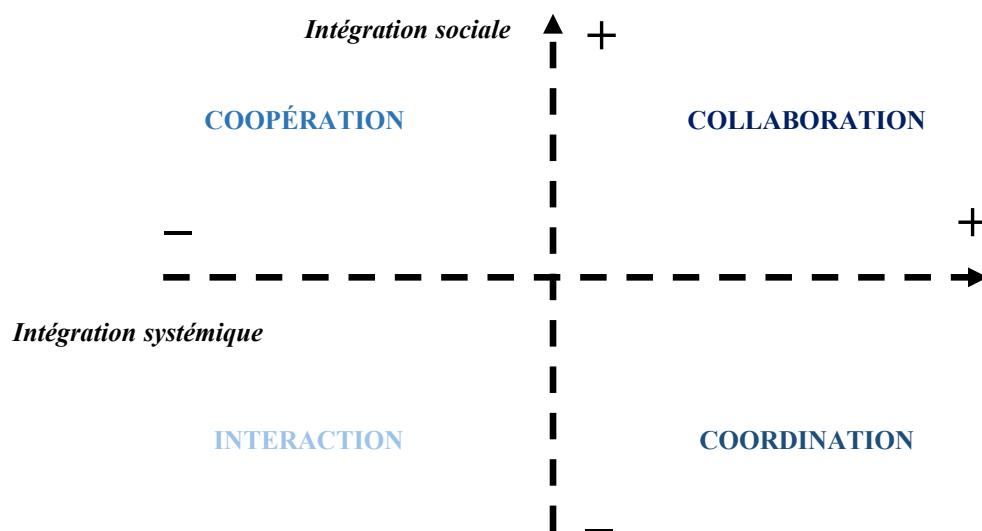 Intégration sociale +
COOPÉRATION COLLABORATION
– +
Intégration systémique
INTERACTION COORDINATION
–